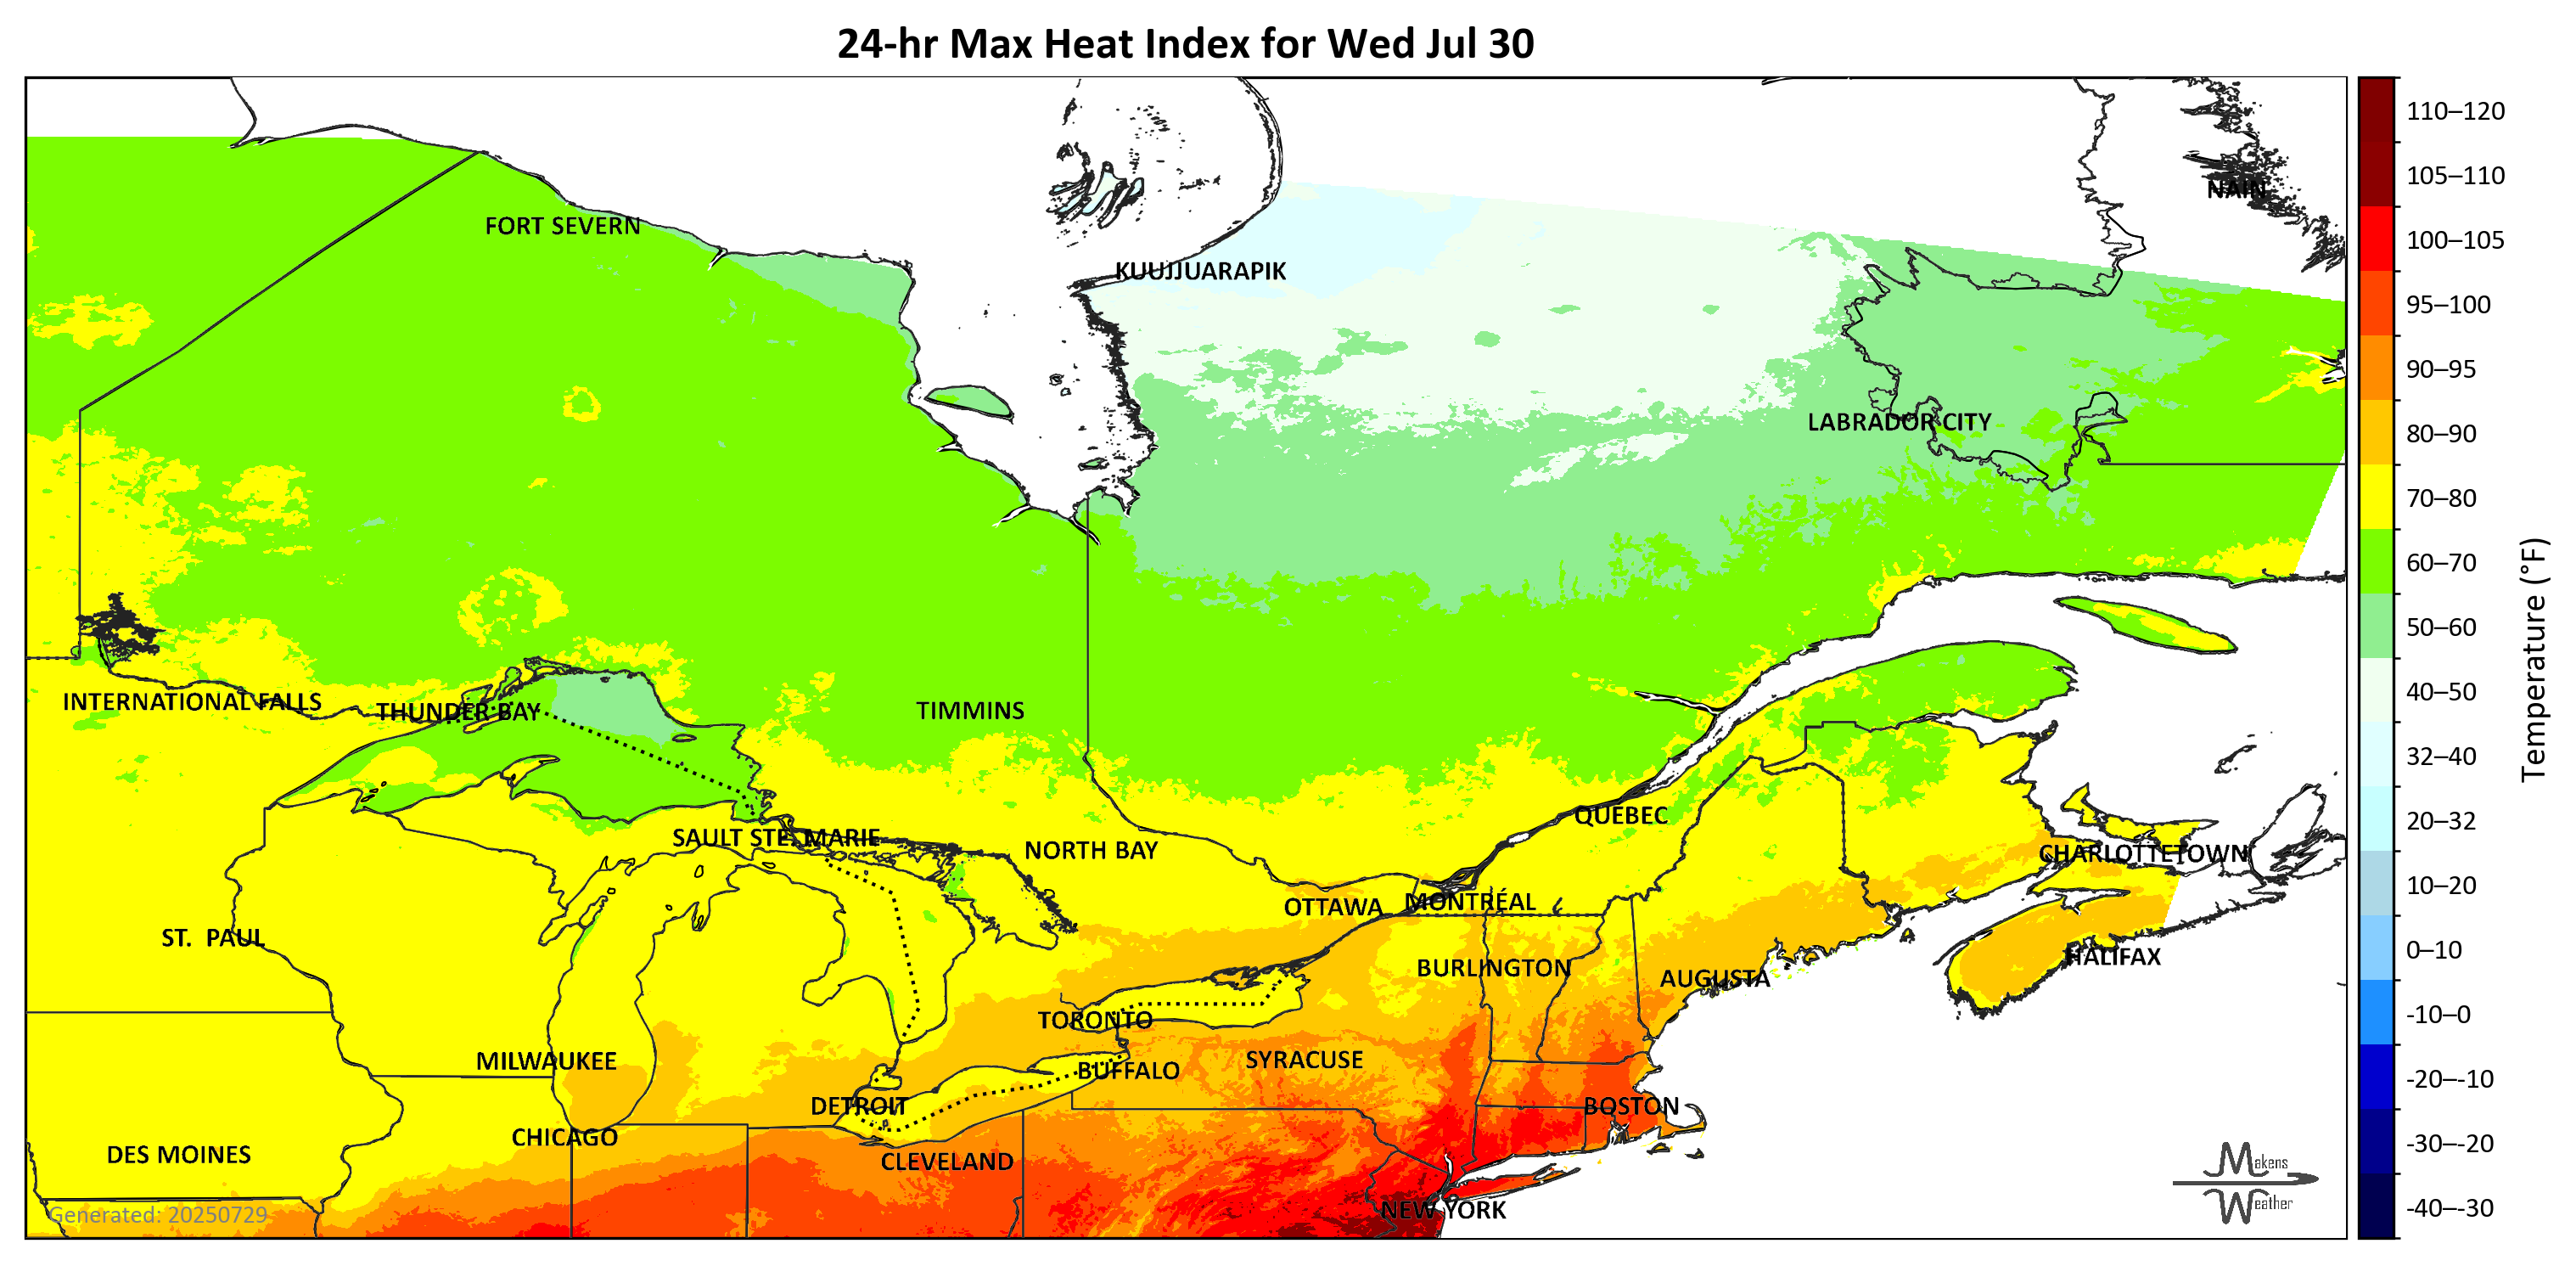 24-hr Max Heat Index for Wed Jul 30
110–120
NAIN
105–110
FORT SEVERN
100–105
KUUJJUARAPIK
95–100
90–95
LABRADOR CITY
80–90
70–80
60–70
Temperature (°F)
50–60
40–50
INTERNATIONAL FALLS
THUNDER BAY
TIMMINS
32–40
QUÉBEC
20–32
SAULT STE. MARIE
NORTH BAY
CHARLOTTETOWN
10–20
OTTAWA
MONTRÉAL
ST. PAUL
0–10
HALIFAX
BURLINGTON
AUGUSTA
-10–0
TORONTO
MILWAUKEE
SYRACUSE
BUFFALO
-20–-10
DETROIT
BOSTON
CHICAGO
-30–-20
DES MOINES
CLEVELAND
Makens
Weather
NEW YORK
-40–-30
Generated: 20250729